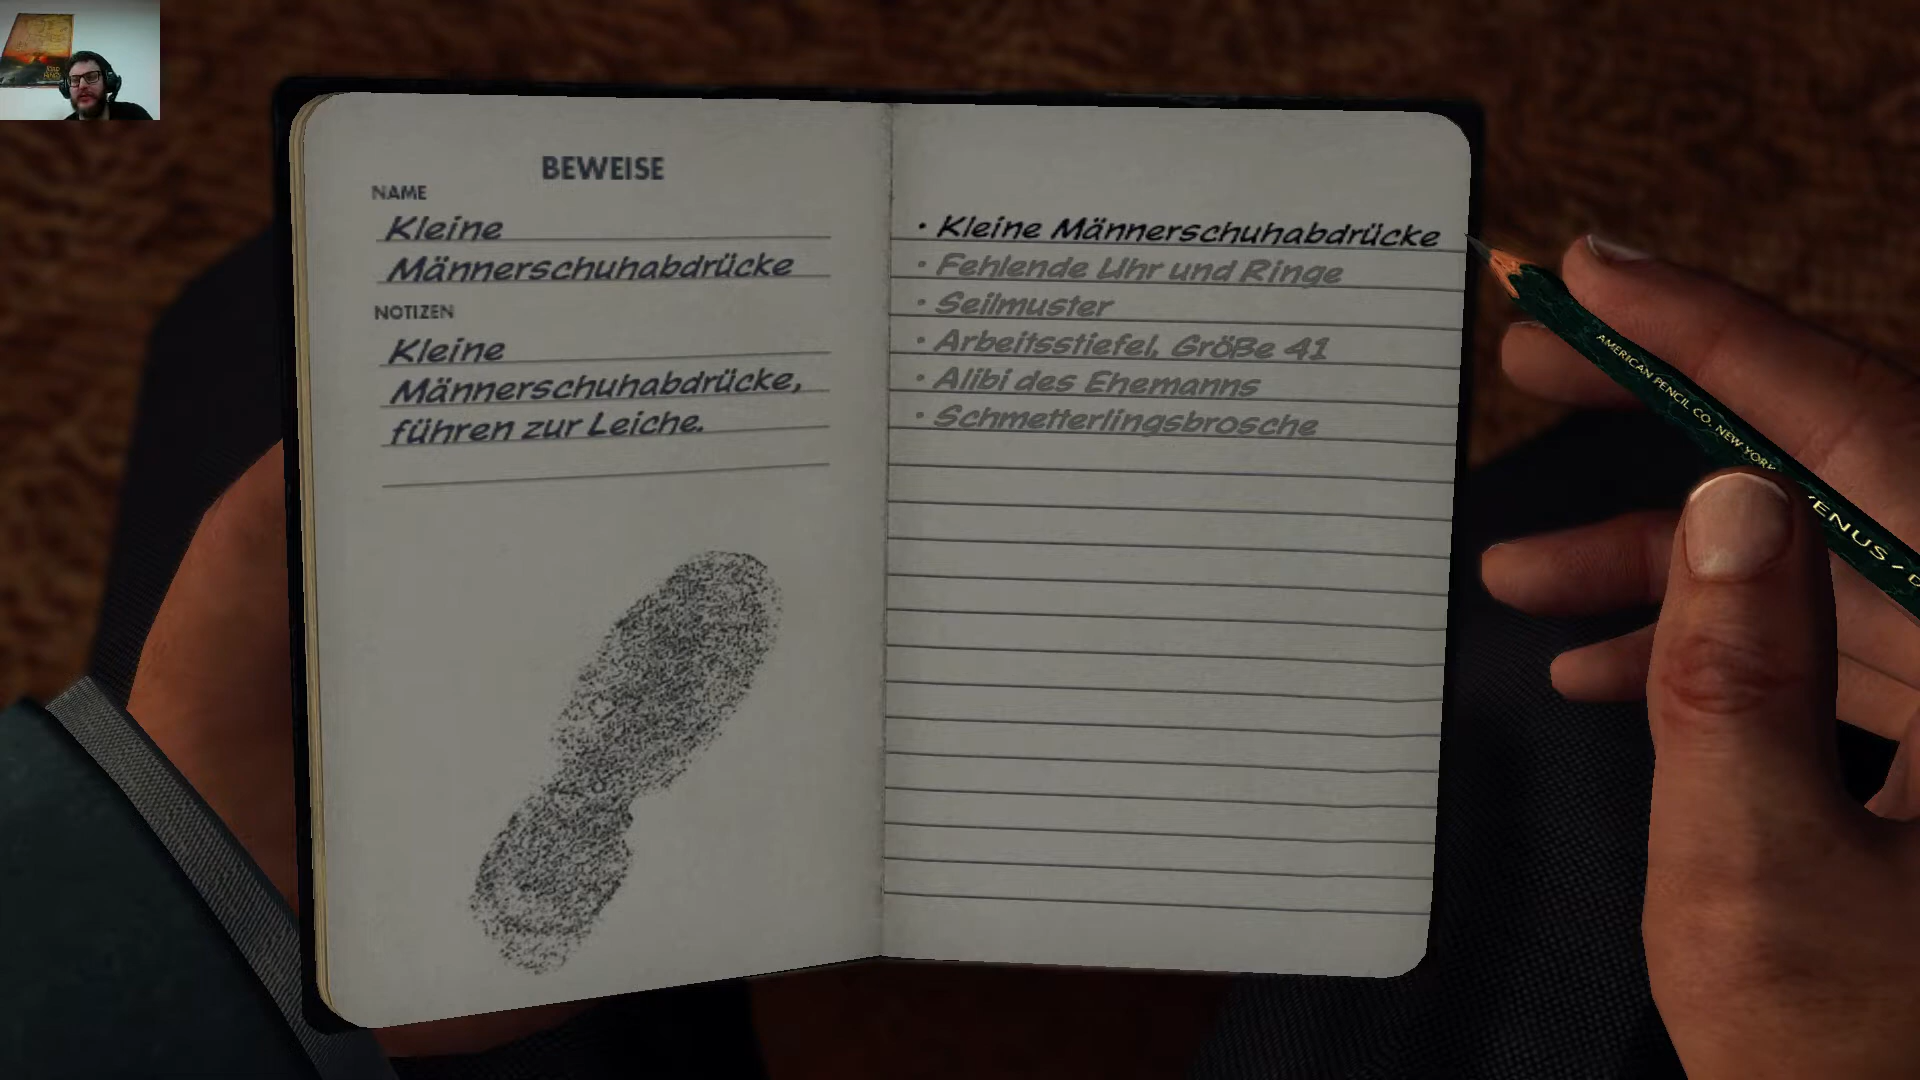 BEWEISE
NAME
Kleine
Männerschuhabdrücke
NOTIZEN
Kleine
Männerschuhabdrücke,
führen zur Leiche.
• Kleine Männerschuhabdrücke
• Fehlende Uhr und Ringe
• Seilmuster
• Arbeitsstiefel, Größe 41
• Alibi des Ehemanns
• Schmetterlingsbrosche
AMERICAN PENCIL CO. NEW YORK